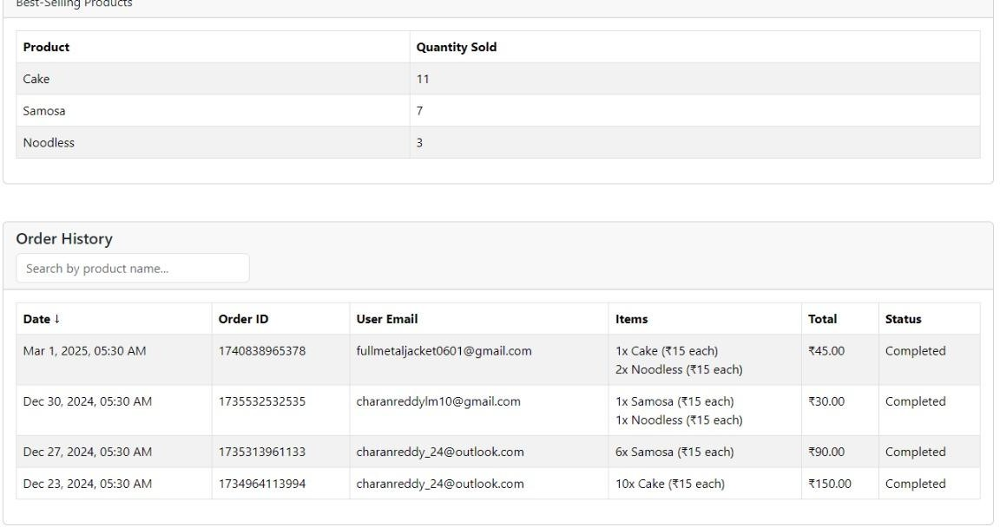 Best-Selling Products
Product Quantity Sold
Cake 11
Samosa 7
Noodless 3
Order History
Search by product name...
Date ↓ Order ID User Email Items Total Status
Mar 1, 2025, 05:30 AM 1740838965378 fullmetaljacket0601@gmail.com 1x Cake (₹15 each) ₹45.00 Completed
2x Noodless (₹15 each)
Dec 30, 2024, 05:30 AM 1735532532535 charanreddylm10@gmail.com 1x Samosa (₹15 each) ₹30.00 Completed
1x Noodless (₹15 each)
Dec 27, 2024, 05:30 AM 1735313961133 charanreddy_24@outlook.com 6x Samosa (₹15 each) ₹90.00 Completed
Dec 23, 2024, 05:30 AM 1734964113994 charanreddy_24@outlook.com 10x Cake (₹15 each) ₹150.00 Completed